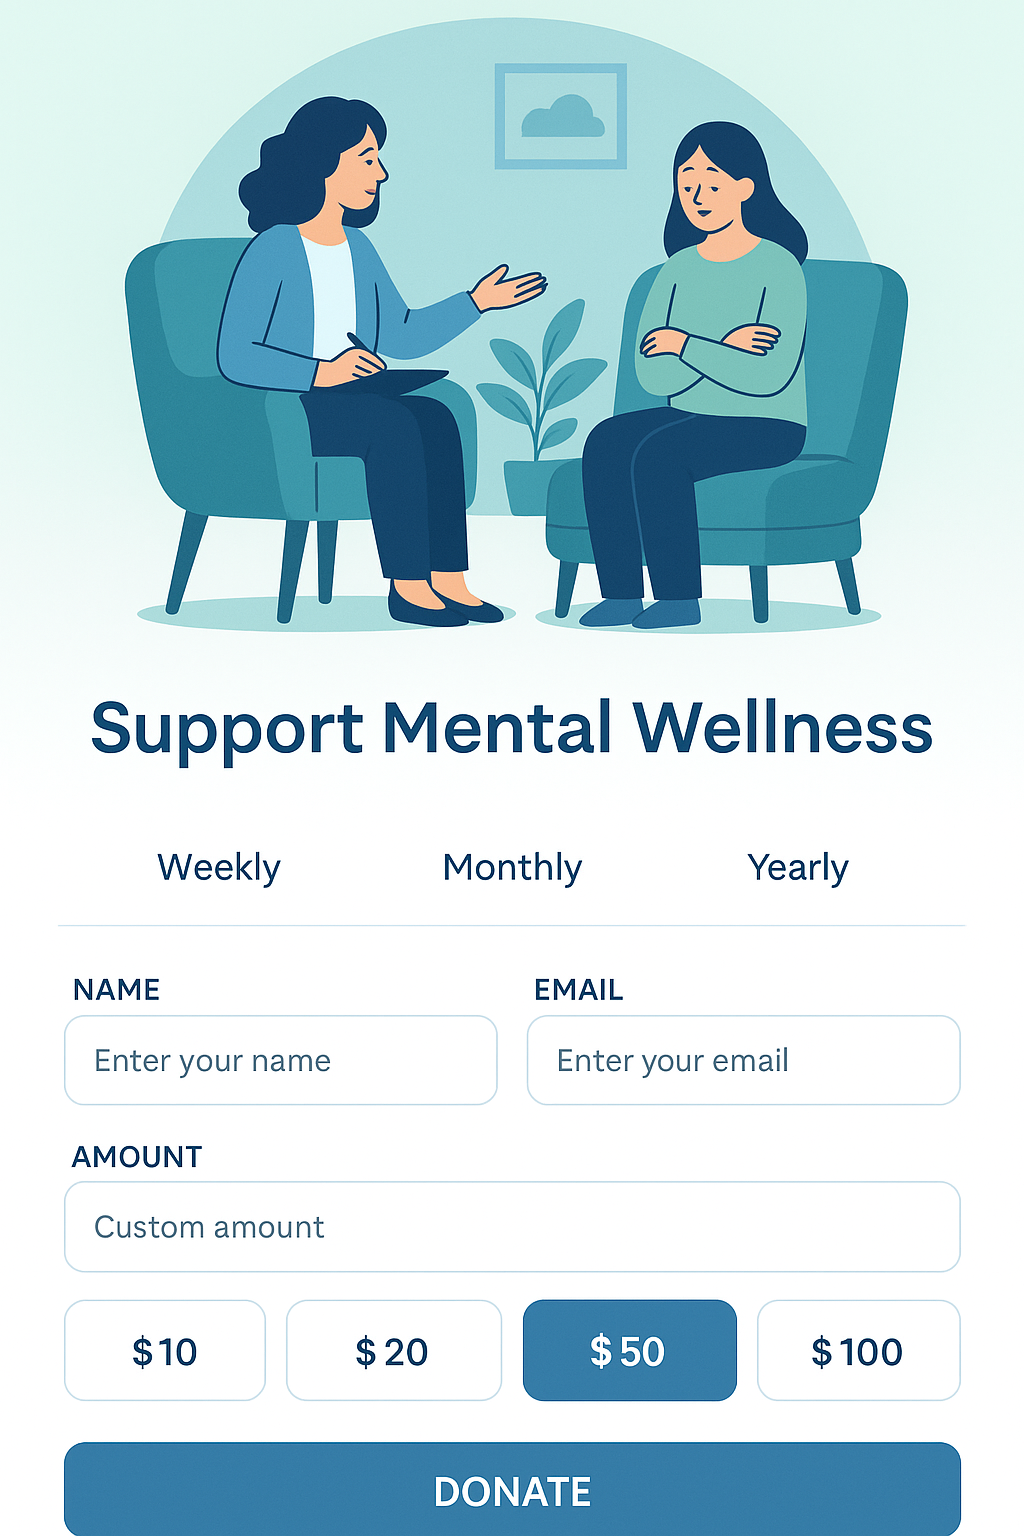 Support Mental Wellness
Weekly Monthly Yearly
NAME EMAIL
Enter your name Enter your email
AMOUNT
Custom amount
$10 $20 $50 $100
DONATE